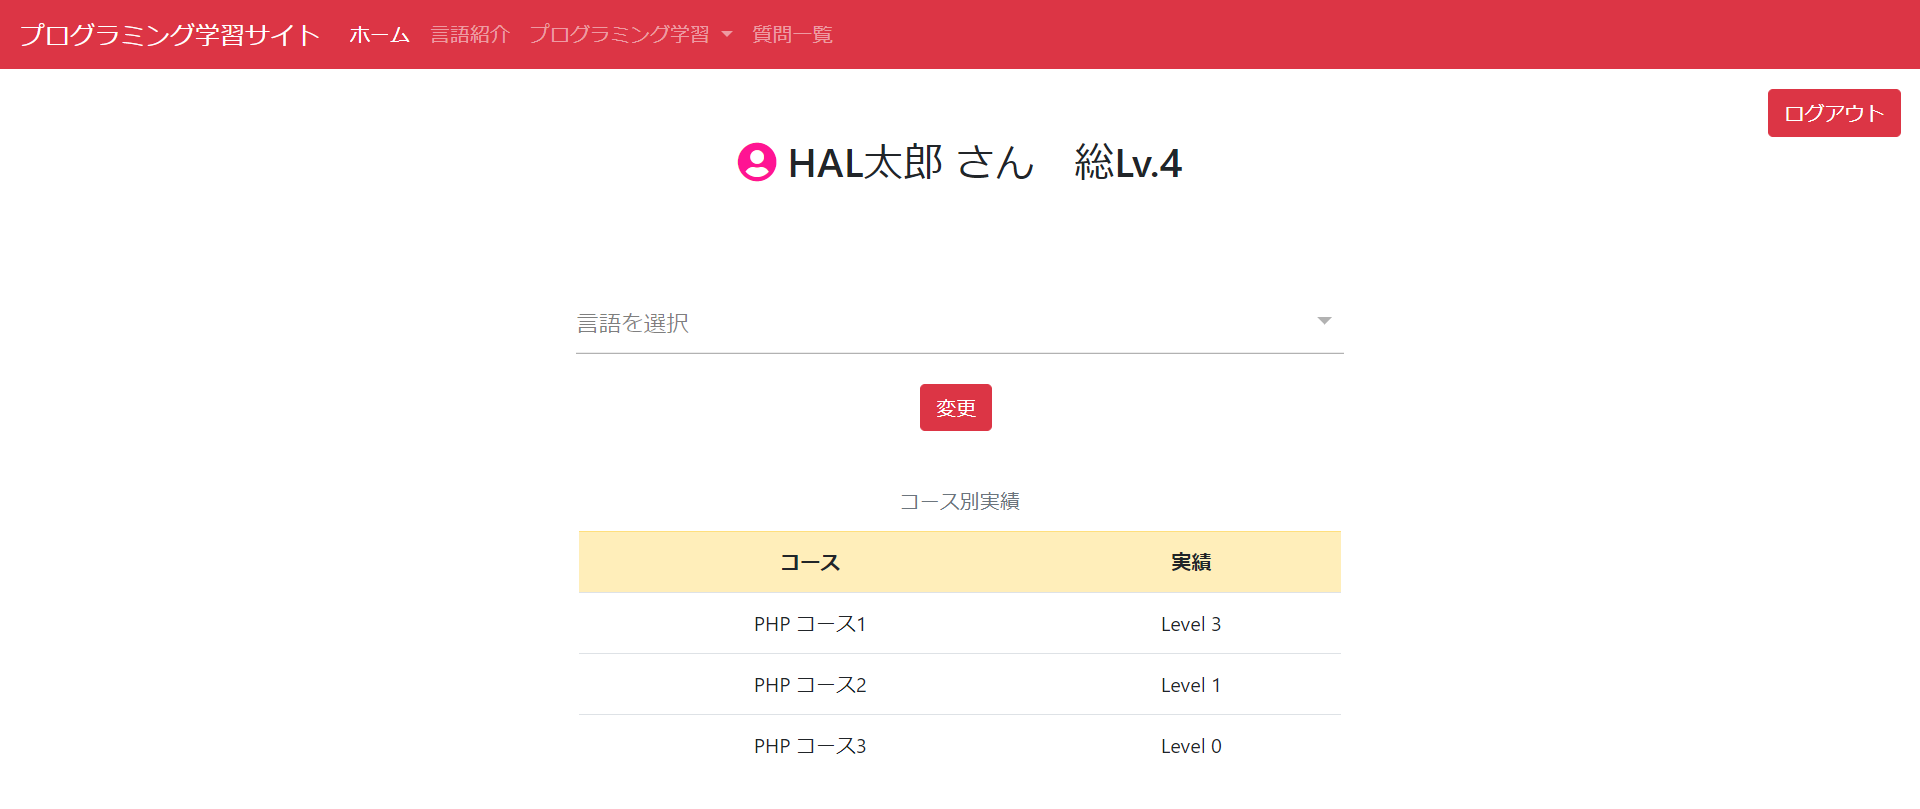 プログラミング学習サイト ホーム 言語紹介 プログラミング学習 質問一覧
ログアウト
HAL太郎 さん　総Lv.4
言語を選択
変更
コース別実績
コース 実績
PHP コース1 Level 3
PHP コース2 Level 1
PHP コース3 Level 0